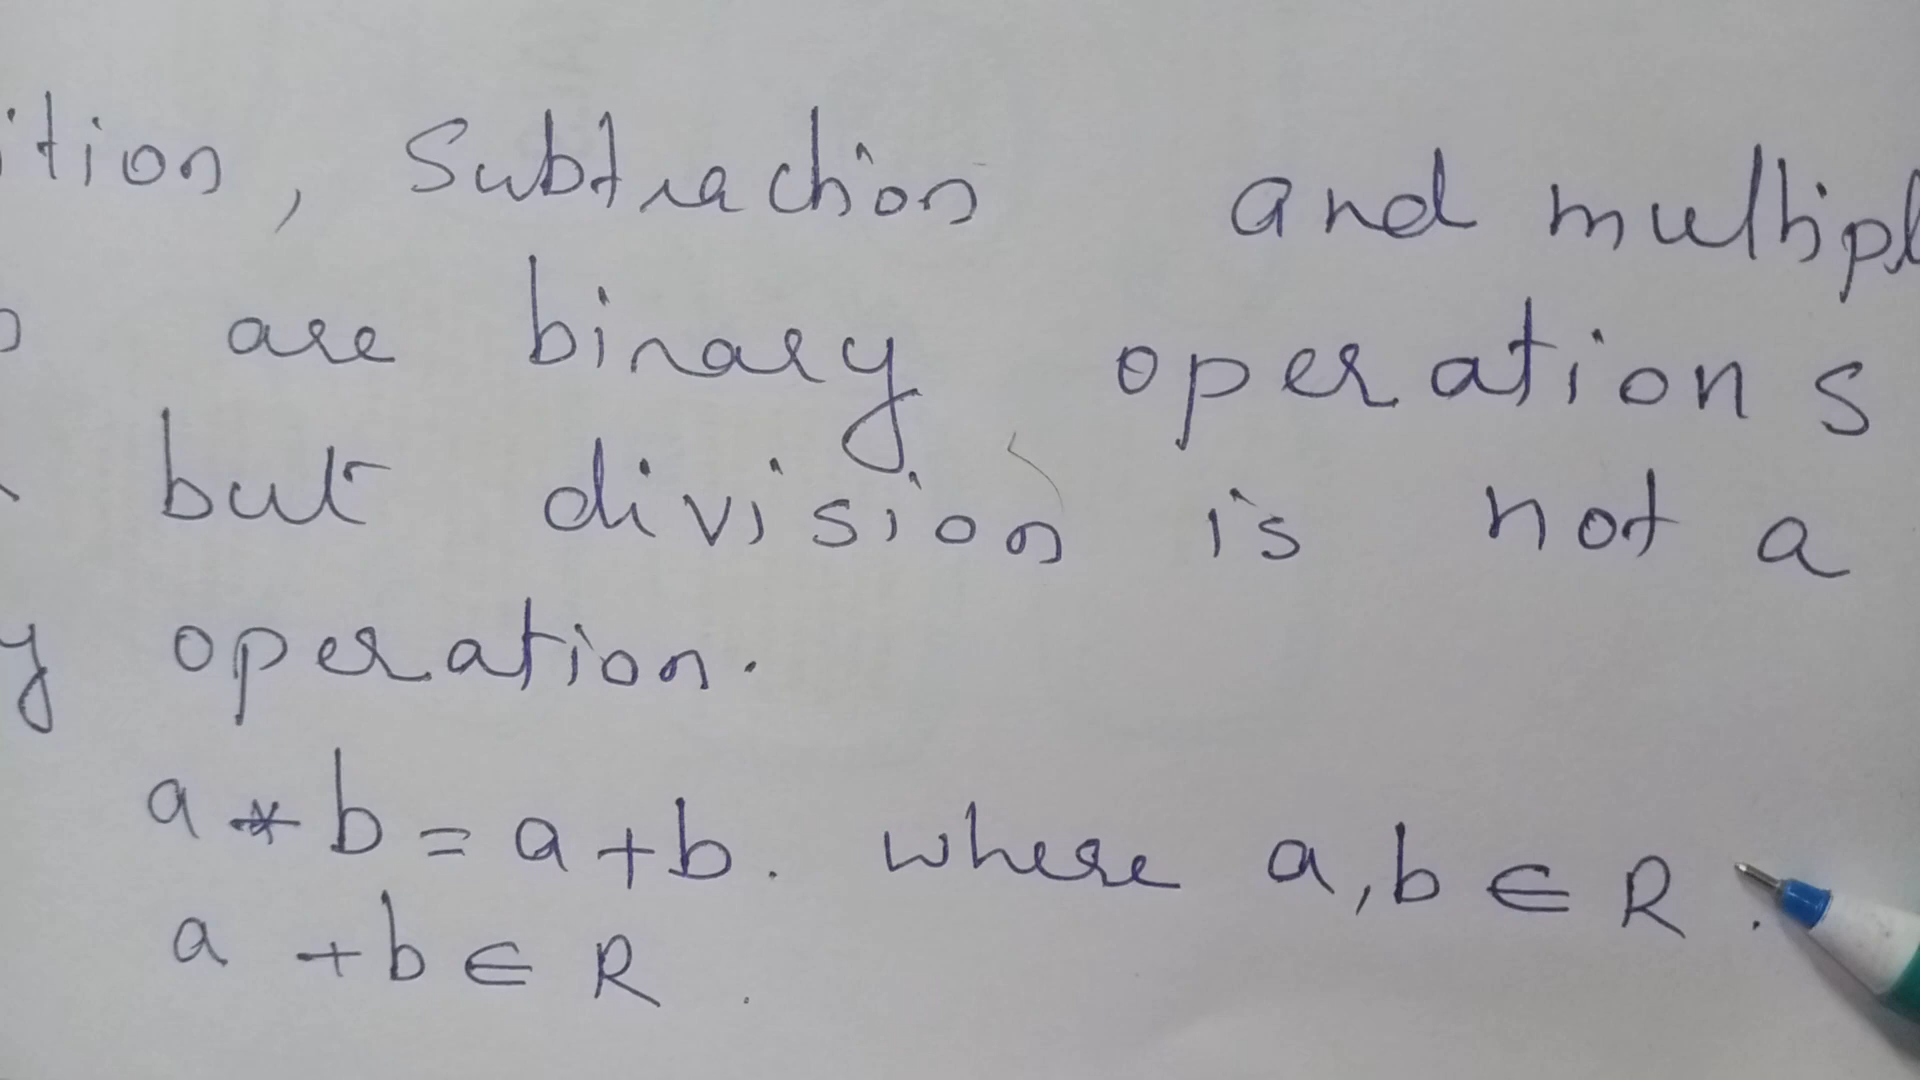 ition, Subtraction and multipl
are binary operations
but division is not a
y operation.
a * b = a + b. where a, b ∈ R.
a + b ∈ R.